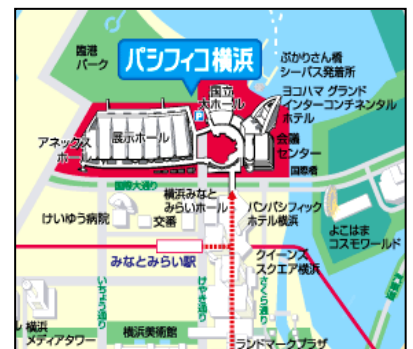 臨港
パーク
パシフィコ横浜
ぷかりさん橋
シーバス発着所
国立
大ホール
ヨコハマ グランド
インターコンチネンタル
ホテル
P
アネックス
ホール
展示ホール
会議
センター
国際橋
国際大通り
横浜みなと
みらいホール
パンパシフィック
ホテル横浜
けいゆう病院
交番
よこはま
コスモワールド
みなとみらい駅
クイーンズ
スクエア横浜
いちょう通り
けやき通り
さくら通り
横浜
メディアタワー
横浜美術館
ランドマークプラザ